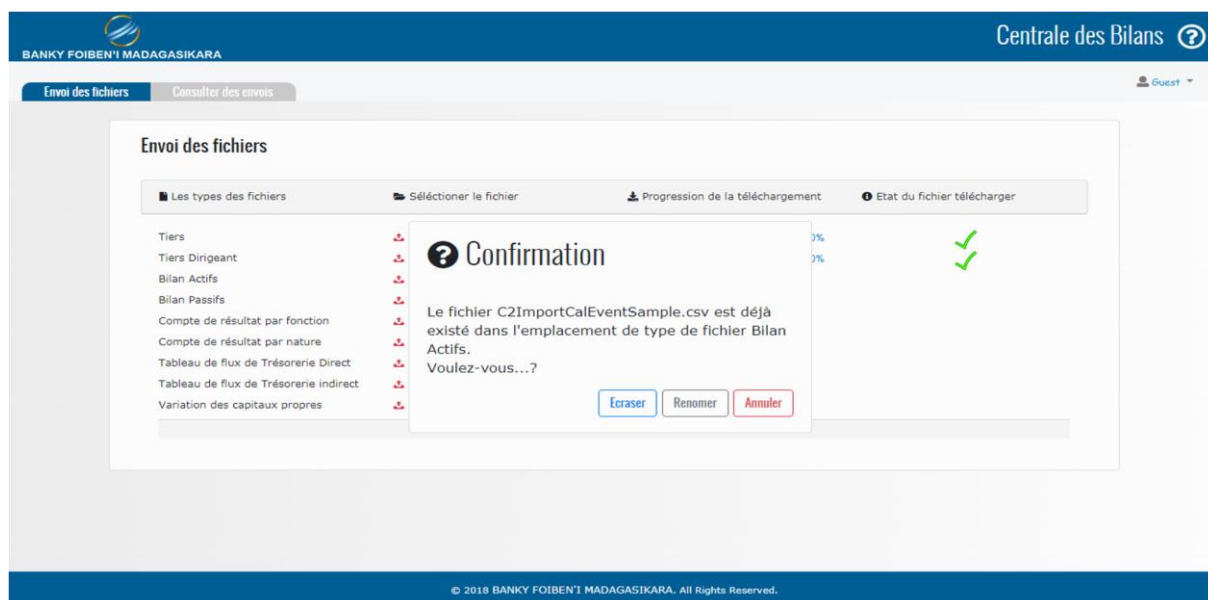 BANKY FOIBEN'I MADAGASIKARA
Centrale des Bilans
Envoi des fichiers
Consulter des envois
Guest
Envoi des fichiers
Les types des fichiers
Séléctioner le fichier
Progression de la téléchargement
Etat du fichier télécharger
Tiers
0%
Tiers Dirigeant
0%
Bilan Actifs
Bilan Passifs
Compte de résultat par fonction
Compte de résultat par nature
Tableau de flux de Trésorerie Direct
Tableau de flux de Trésorerie indirect
Variation des capitaux propres
Confirmation
Le fichier C2ImportCalEventSample.csv est déjà
existé dans l'emplacement de type de fichier Bilan
Actifs.
Voulez-vous...?
Ecraser
Renomer
Annuler
© 2018 BANKY FOIBEN'I MADAGASIKARA. All Rights Reserved.